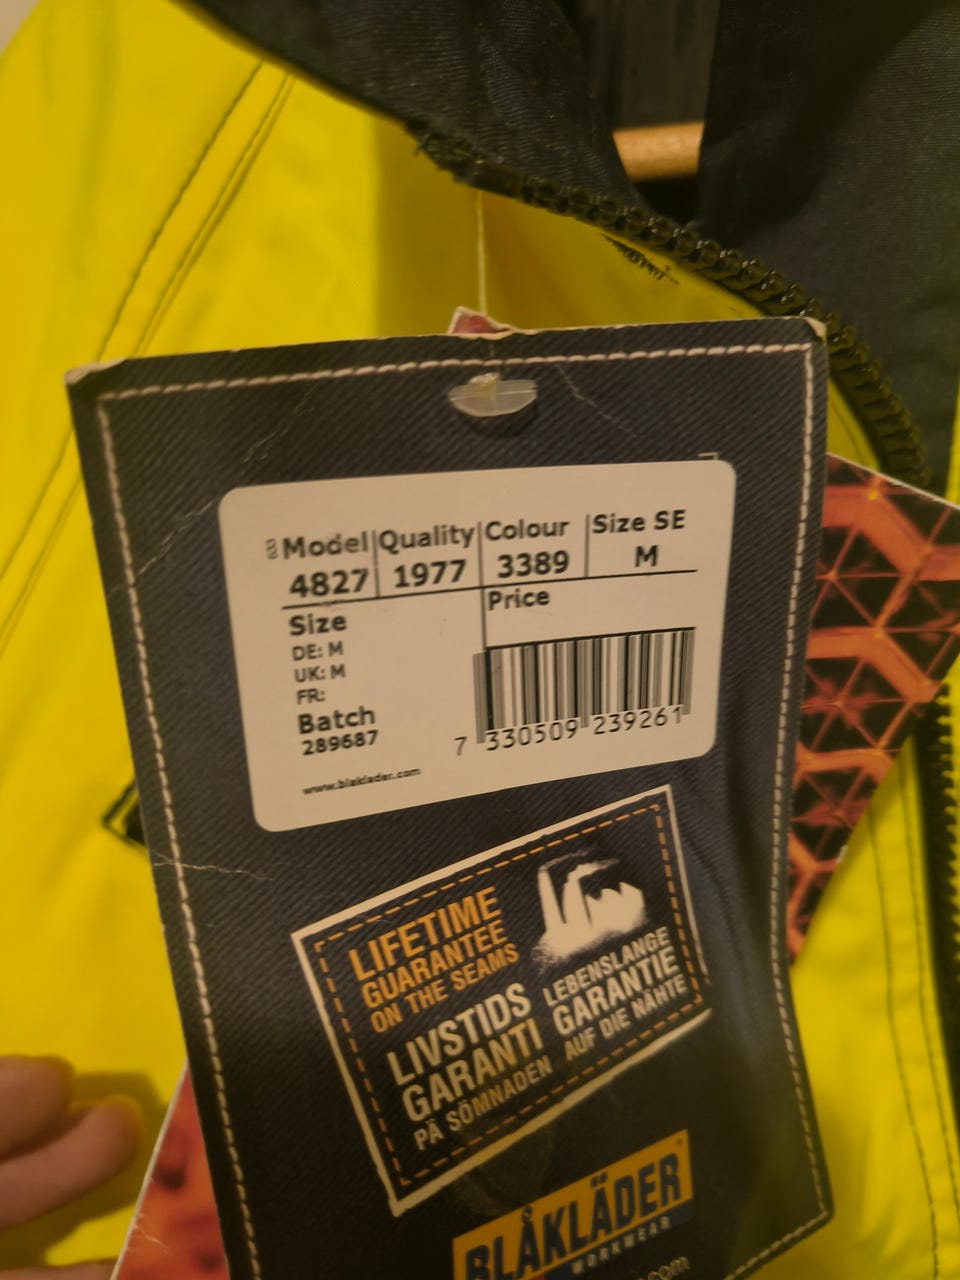 Model Quality Colour Size SE
4827 1977 3389 M
Size Price
DE: M
UK: M
FR:
Batch
289687
7 330509 239261
www.blaklader.com
LIFETIME
GUARANTEE
ON THE SEAMS
LIVSTIDS
GARANTI
PÅ SÖMNADEN
LEBENSLANGE
GARANTIE
AUF DIE NÄHTE
BLÅKLÄDER
WORKWEAR
.com